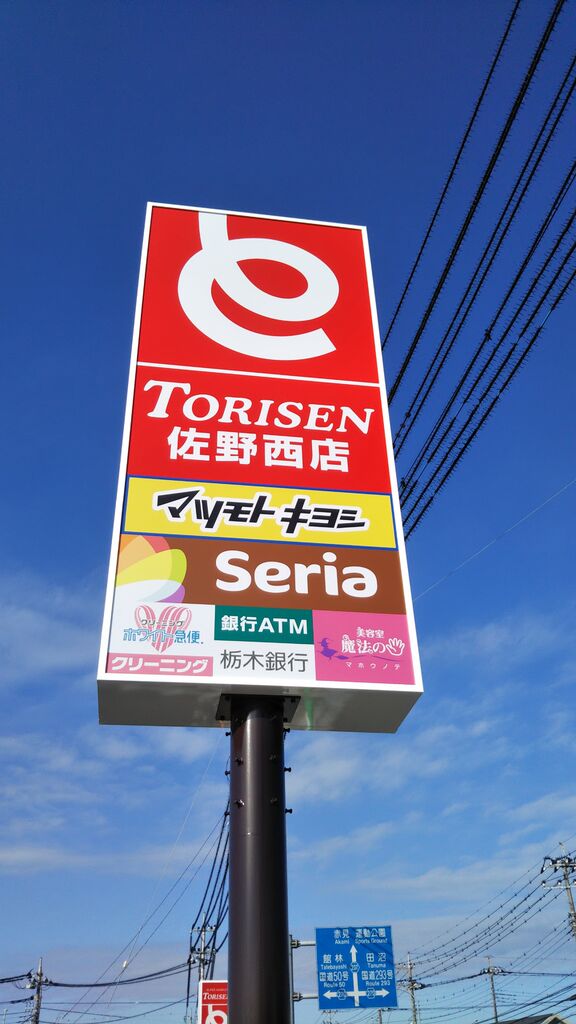 TORISEN
佐野西店
マツモトキヨシ
Seria
クリーニング
ホワイト急便
クリーニング
銀行ATM
栃木銀行
美容室
魔法の
マホウノテ
赤見 運動公園
Akami Sports Ground
館林 田沼
Tatebayashi Tanuma
国道50号 国道293号
Route 50 Route 293
TORISEN